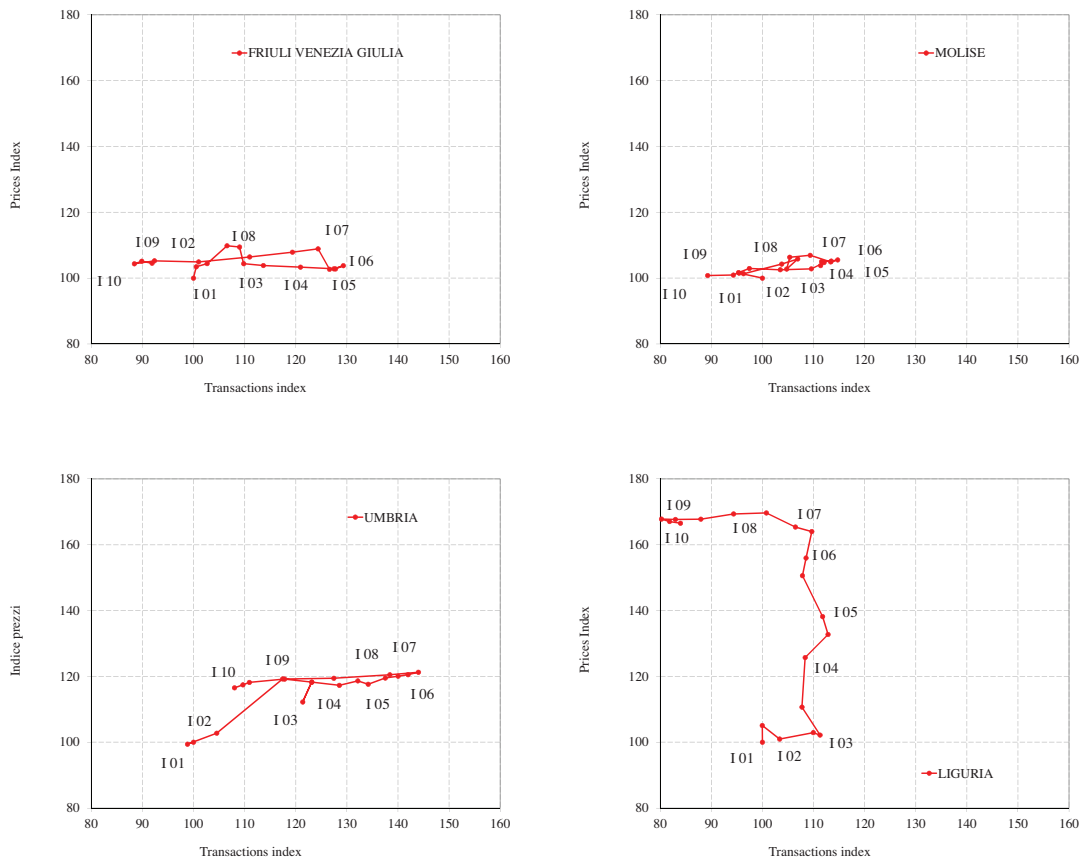 180
FRIULI VENEZIA GIULIA
160
140
120
100
80
Prices Index
I 09
I 02
I 08
I 07
I 06
I 10
I 01
I 03
I 04
I 05
80 90 100 110 120 130 140 150 160
Transactions index
180
MOLISE
160
140
120
100
80
Prices Index
I 09
I 08
I 07
I 06
I 10
I 01
I 02
I 03
I 04
I 05
80 90 100 110 120 130 140 150 160
Transactions index
180
UMBRIA
160
140
120
100
80
Indice prezzi
I 10
I 09
I 08
I 07
I 02
I 03
I 04
I 05
I 06
I 01
80 90 100 110 120 130 140 150 160
Transactions index
180
160
140
120
100
80
Prices Index
I 09
I 10
I 08
I 07
I 06
I 05
I 04
I 01
I 02
I 03
LIGURIA
80 90 100 110 120 130 140 150 160
Transactions index